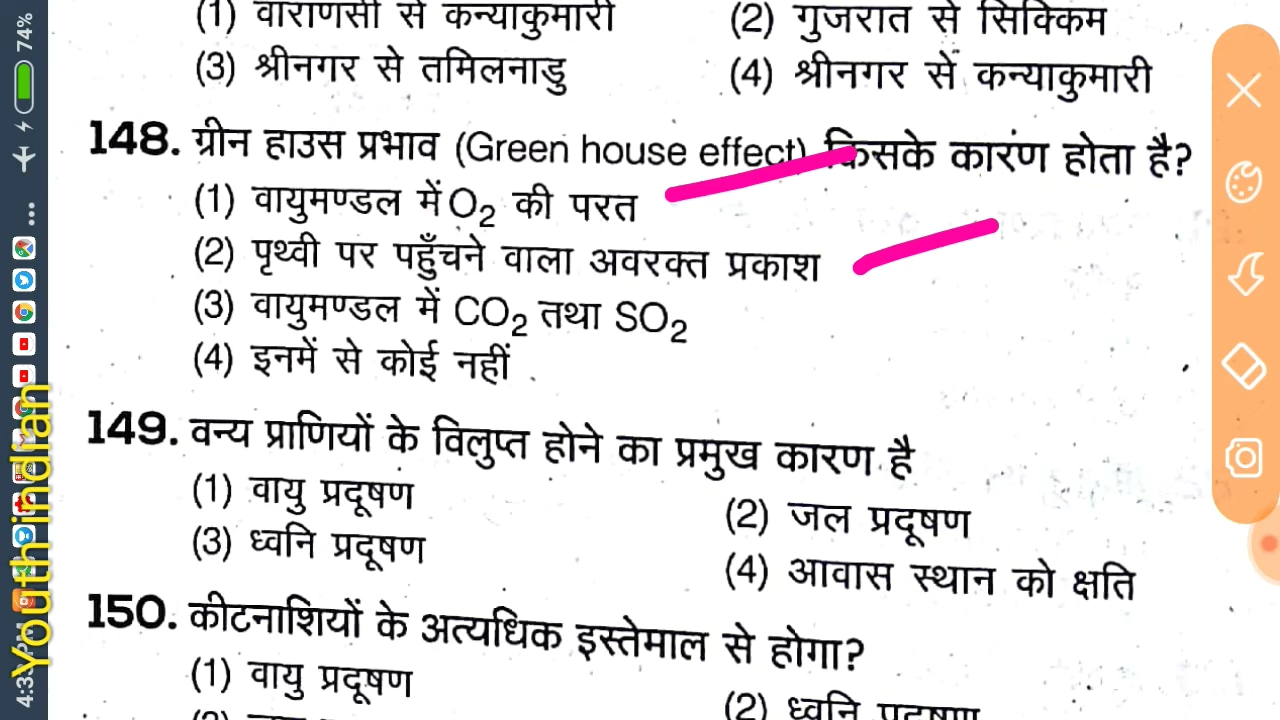 (1) वाराणसी से कन्याकुमारी (2) गुजरात से सिक्किम
(3) श्रीनगर से तमिलनाडु (4) श्रीनगर से कन्याकुमारी
148. ग्रीन हाउस प्रभाव (Green house effect) किसके कारण होता है?
(1) वायुमण्डल में O₂ की परत
(2) पृथ्वी पर पहुँचने वाला अवरक्त प्रकाश
(3) वायुमण्डल में CO₂ तथा SO₂
(4) इनमें से कोई नहीं
149. वन्य प्राणियों के विलुप्त होने का प्रमुख कारण है
(1) वायु प्रदूषण (2) जल प्रदूषण
(3) ध्वनि प्रदूषण (4) आवास स्थान को क्षति
150. कीटनाशियों के अत्यधिक इस्तेमाल से होगा?
(1) वायु प्रदूषण (2) ध्वनि प्रदूषण
74%
Youth indian